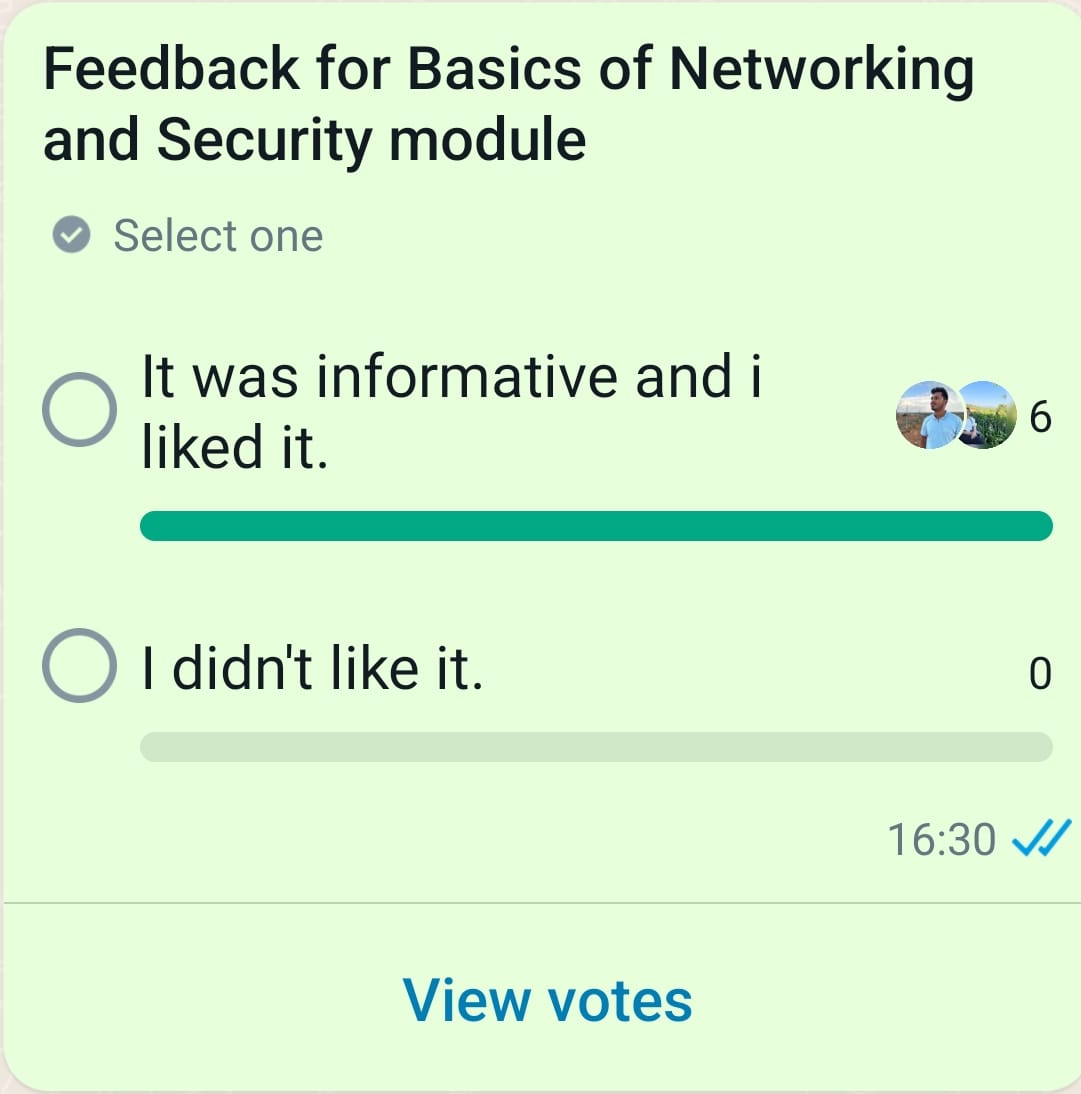 Feedback for Basics of Networking
and Security module
Select one
It was informative and i
liked it.
6
I didn't like it.
0
16:30
View votes